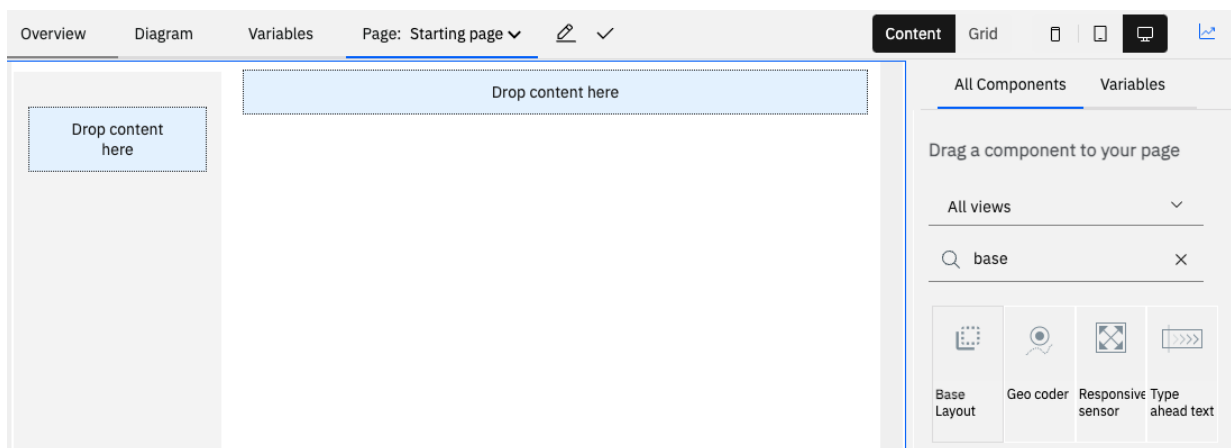 Overview Diagram Variables Page: Starting page Content Grid
Drop content here
Drop content
here
All Components Variables
Drag a component to your page
All views
base
Base
Layout
Geo coder
Responsive
sensor
Type
ahead text